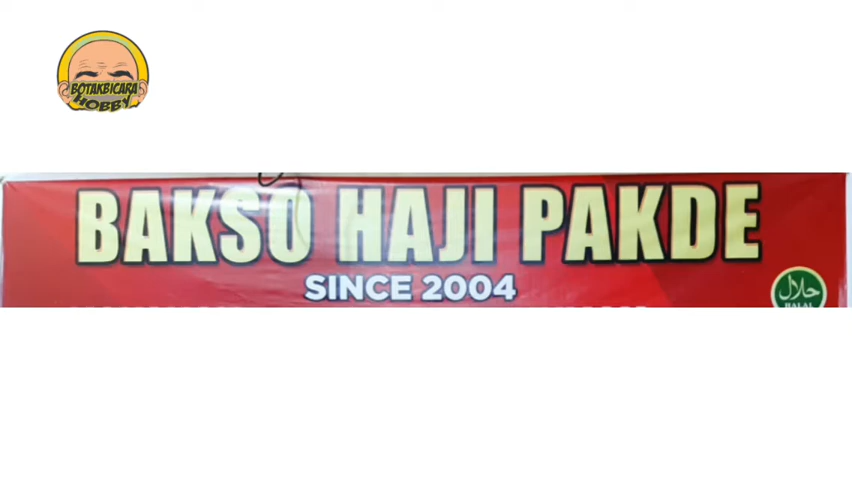 BOTAKBICARA
HOBBY
BAKSO HAJI PAKDE
SINCE 2004
حلال
HALAL